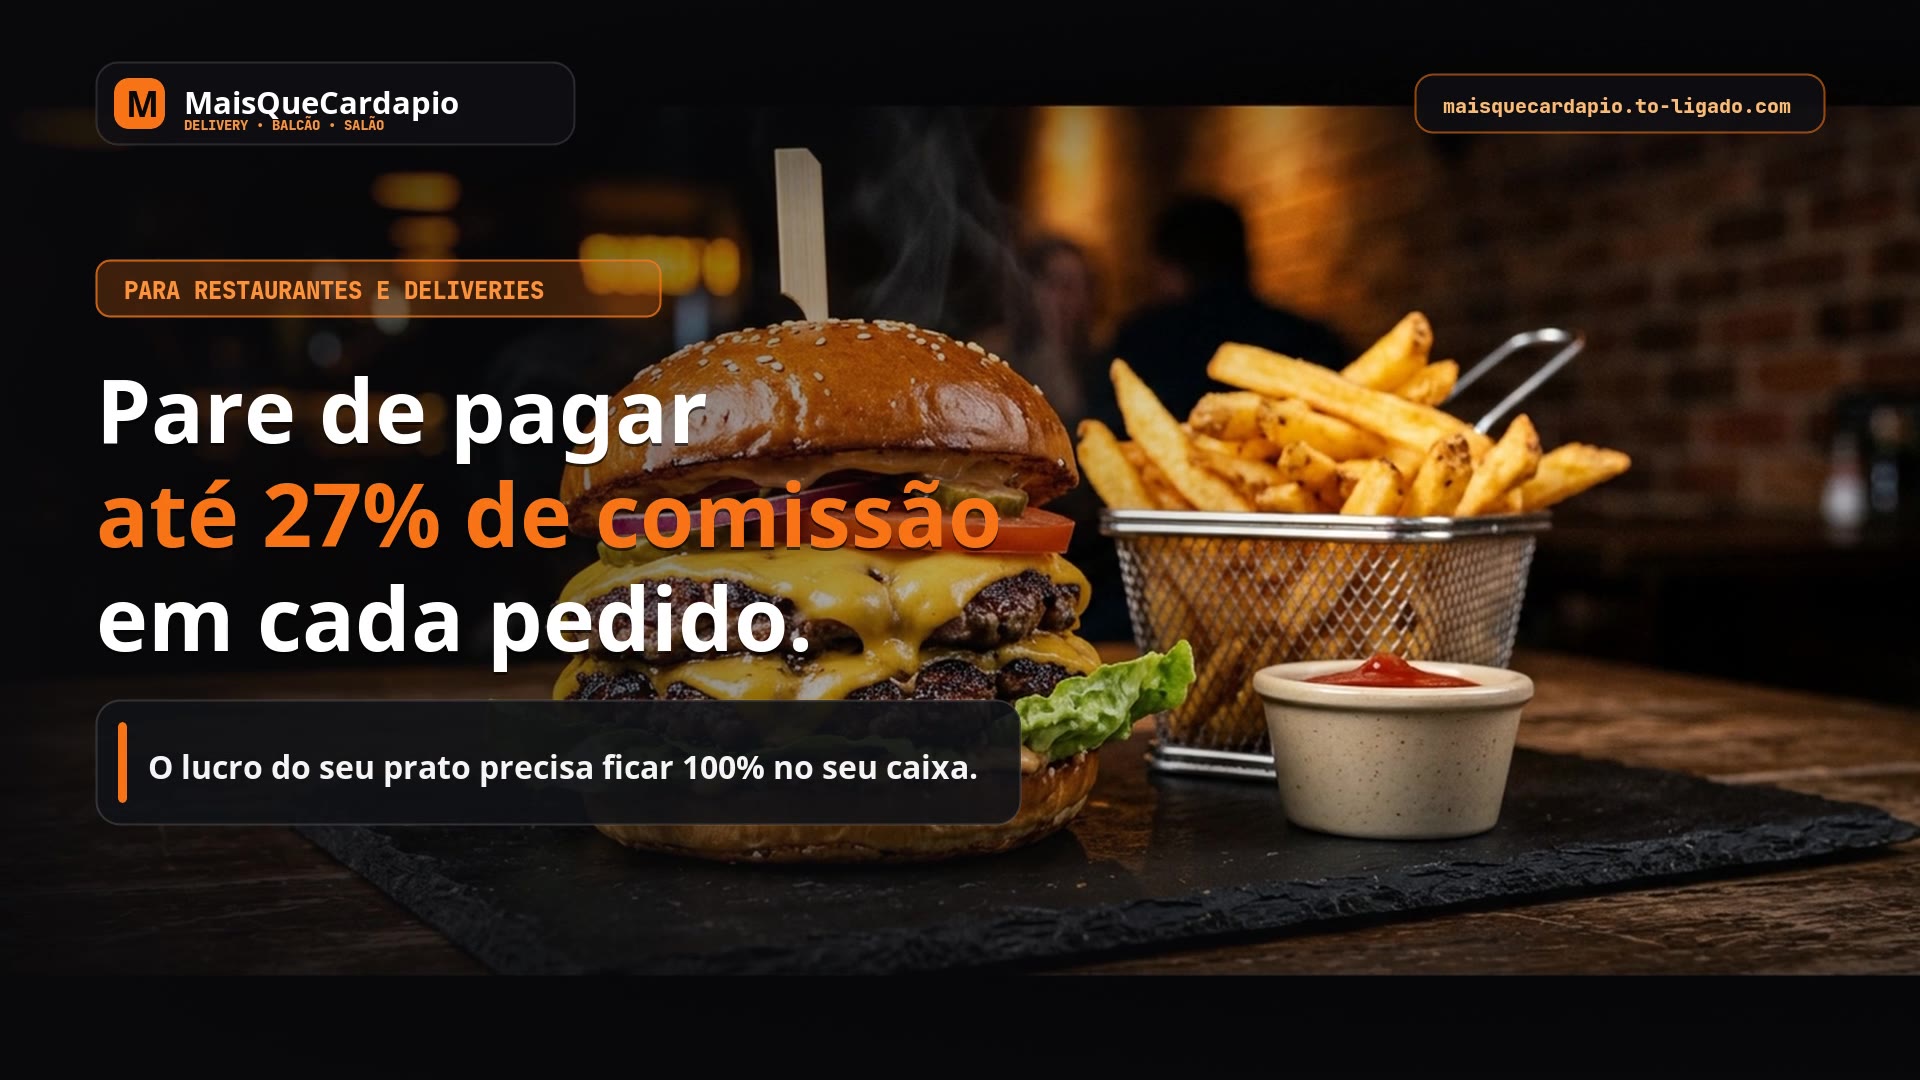 M
MaisQueCardapio
DELIVERY • BALCÃO • SALÃO
maisquecardapio.to-ligado.com
PARA RESTAURANTES E DELIVERIES
Pare de pagar
até 27% de comissão
em cada pedido.
O lucro do seu prato precisa ficar 100% no seu caixa.